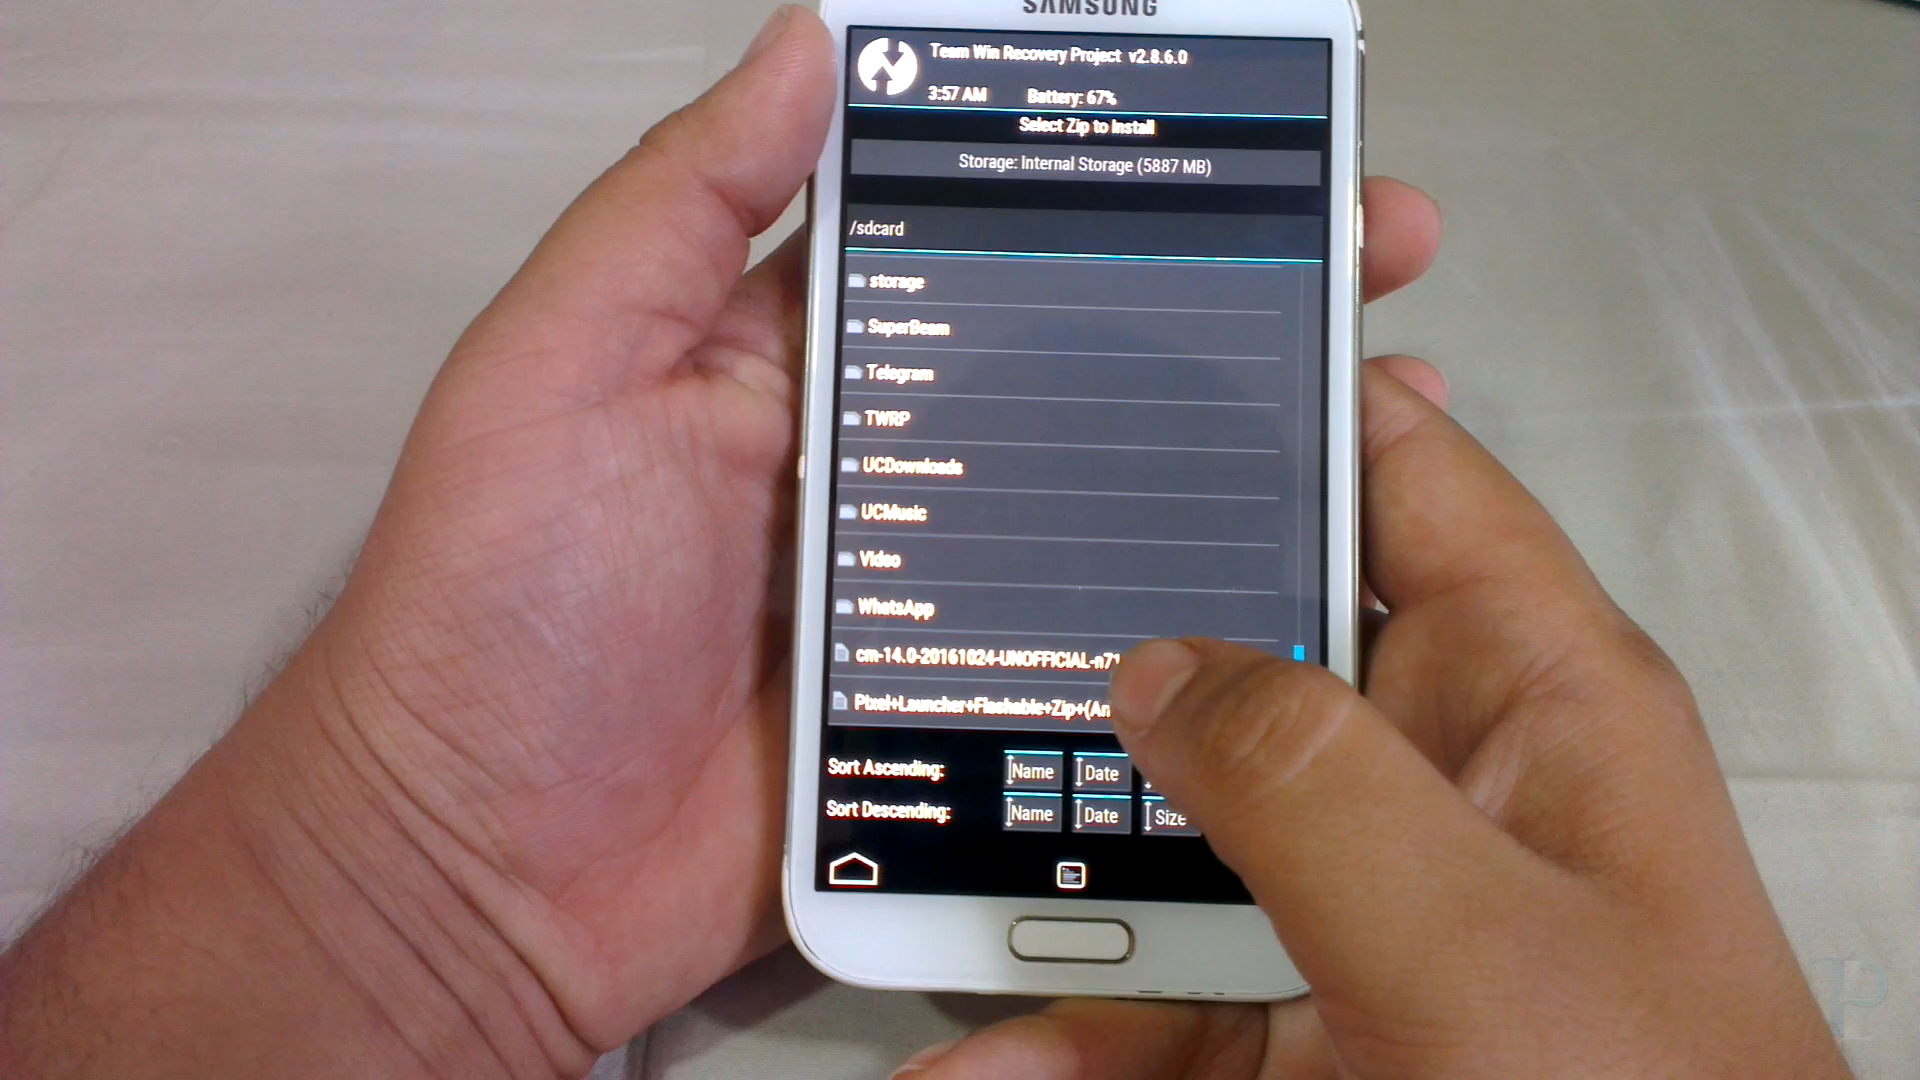 SAMSUNG
Team Win Recovery Project v2.8.6.0
3:57 AM Battery: 67%
Select Zip to Install
Storage: Internal Storage (5887 MB)
/sdcard
storage
SuperBeam
Telegram
TWRP
UCDownloads
UCMusic
Video
WhatsApp
cm-14.0-20161024-UNOFFICIAL-n71
Pixel+Launcher+Flashable+Zip+(An
Sort Ascending: Name Date
Sort Descending: Name Date Size